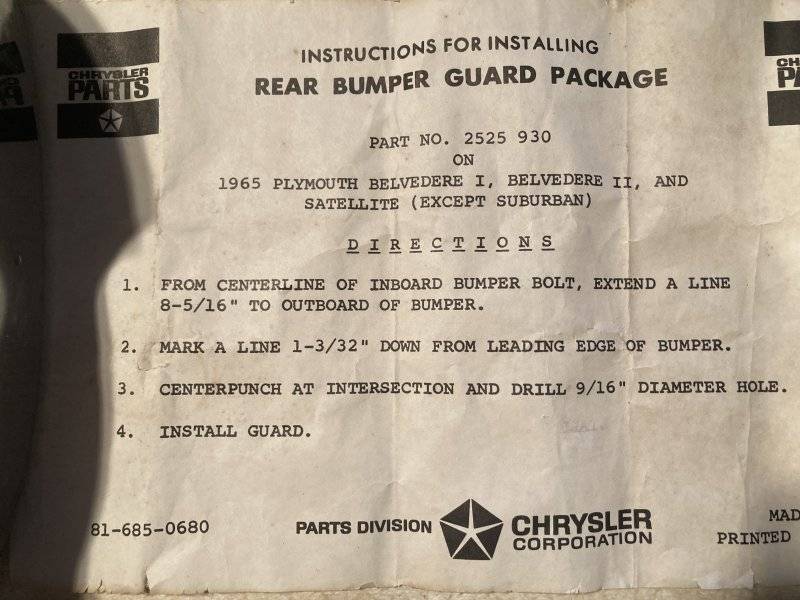 CHRYSLER
PARTS
INSTRUCTIONS FOR INSTALLING
REAR BUMPER GUARD PACKAGE
PART NO. 2525 930
ON
1965 PLYMOUTH BELVEDERE I, BELVEDERE II, AND
SATELLITE (EXCEPT SUBURBAN)
DIRECTIONS
1. FROM CENTERLINE OF INBOARD BUMPER BOLT, EXTEND A LINE
8-5/16" TO OUTBOARD OF BUMPER.
2. MARK A LINE 1-3/32" DOWN FROM LEADING EDGE OF BUMPER.
3. CENTERPUNCH AT INTERSECTION AND DRILL 9/16" DIAMETER HOLE.
4. INSTALL GUARD.
81-685-0680
PARTS DIVISION
CHRYSLER
CORPORATION
MAD
PRINTED
CH
PA